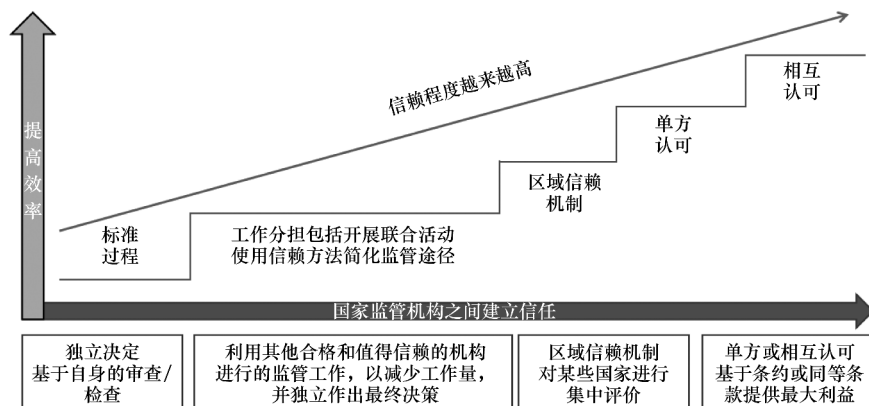 信赖程度越来越高
相互
认可
单方
认可
区域信赖
机制
工作分担包括开展联合活动
使用信赖方法简化监管途径
标准
过程
提高效率
国家监管机构之间建立信任
独立决定
基于自身的审查/
检查
利用其他合格和值得信赖的机构
进行的监管工作，以减少工作量，
并独立作出最终决策
区域信赖机制
对某些国家进行
集中评价
单方或相互认可
基于条约或同等条
款提供最大利益